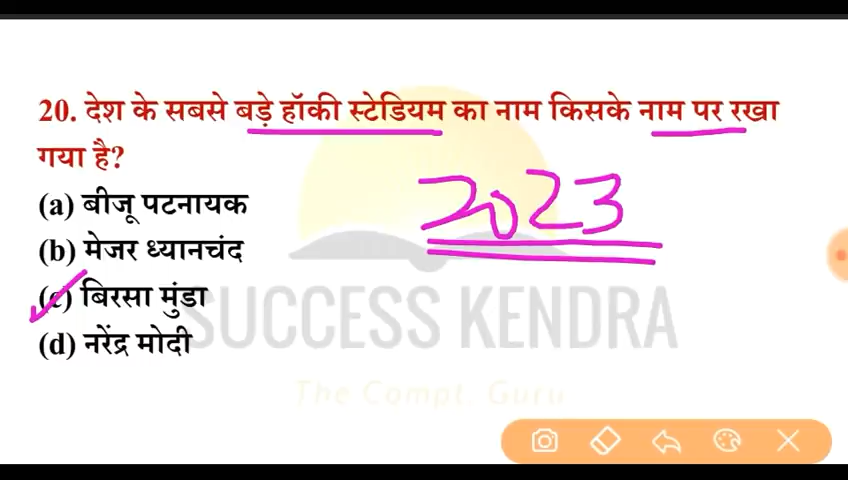 20. देश के सबसे बड़े हॉकी स्टेडियम का नाम किसके नाम पर रखा
गया है?
(a) बीजू पटनायक
2023
(b) मेजर ध्यानचंद
(c) बिरसा मुंडा
SUCCESS KENDRA
(d) नरेंद्र मोदी
The Compt. Guru